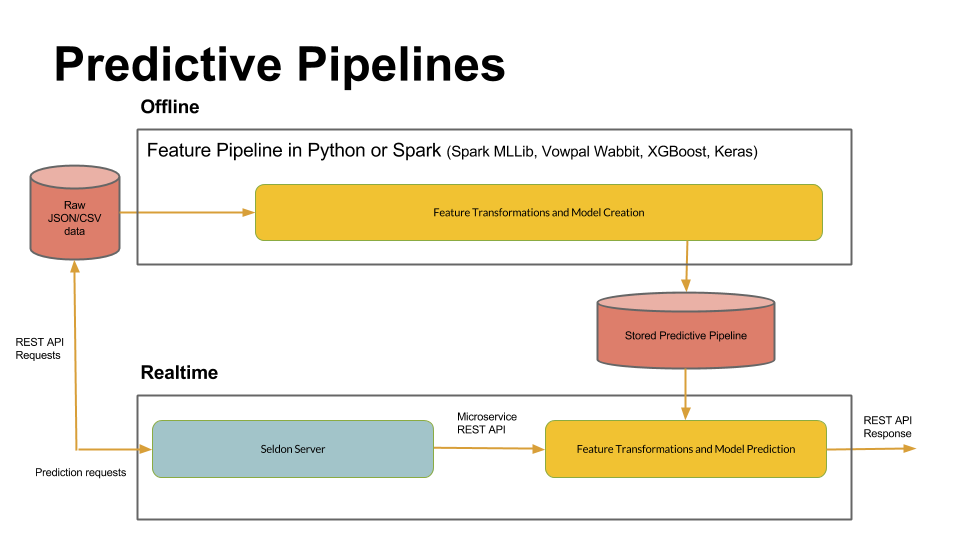 Predictive Pipelines
Offline
Feature Pipeline in Python or Spark (Spark MLLib, Vowpal Wabbit, XGBoost, Keras)
Raw
JSON/CSV
data
Feature Transformations and Model Creation
Stored Predictive Pipeline
REST API
Requests
Realtime
Microservice
REST API
REST API
Response
Seldon Server
Feature Transformations and Model Prediction
Prediction requests